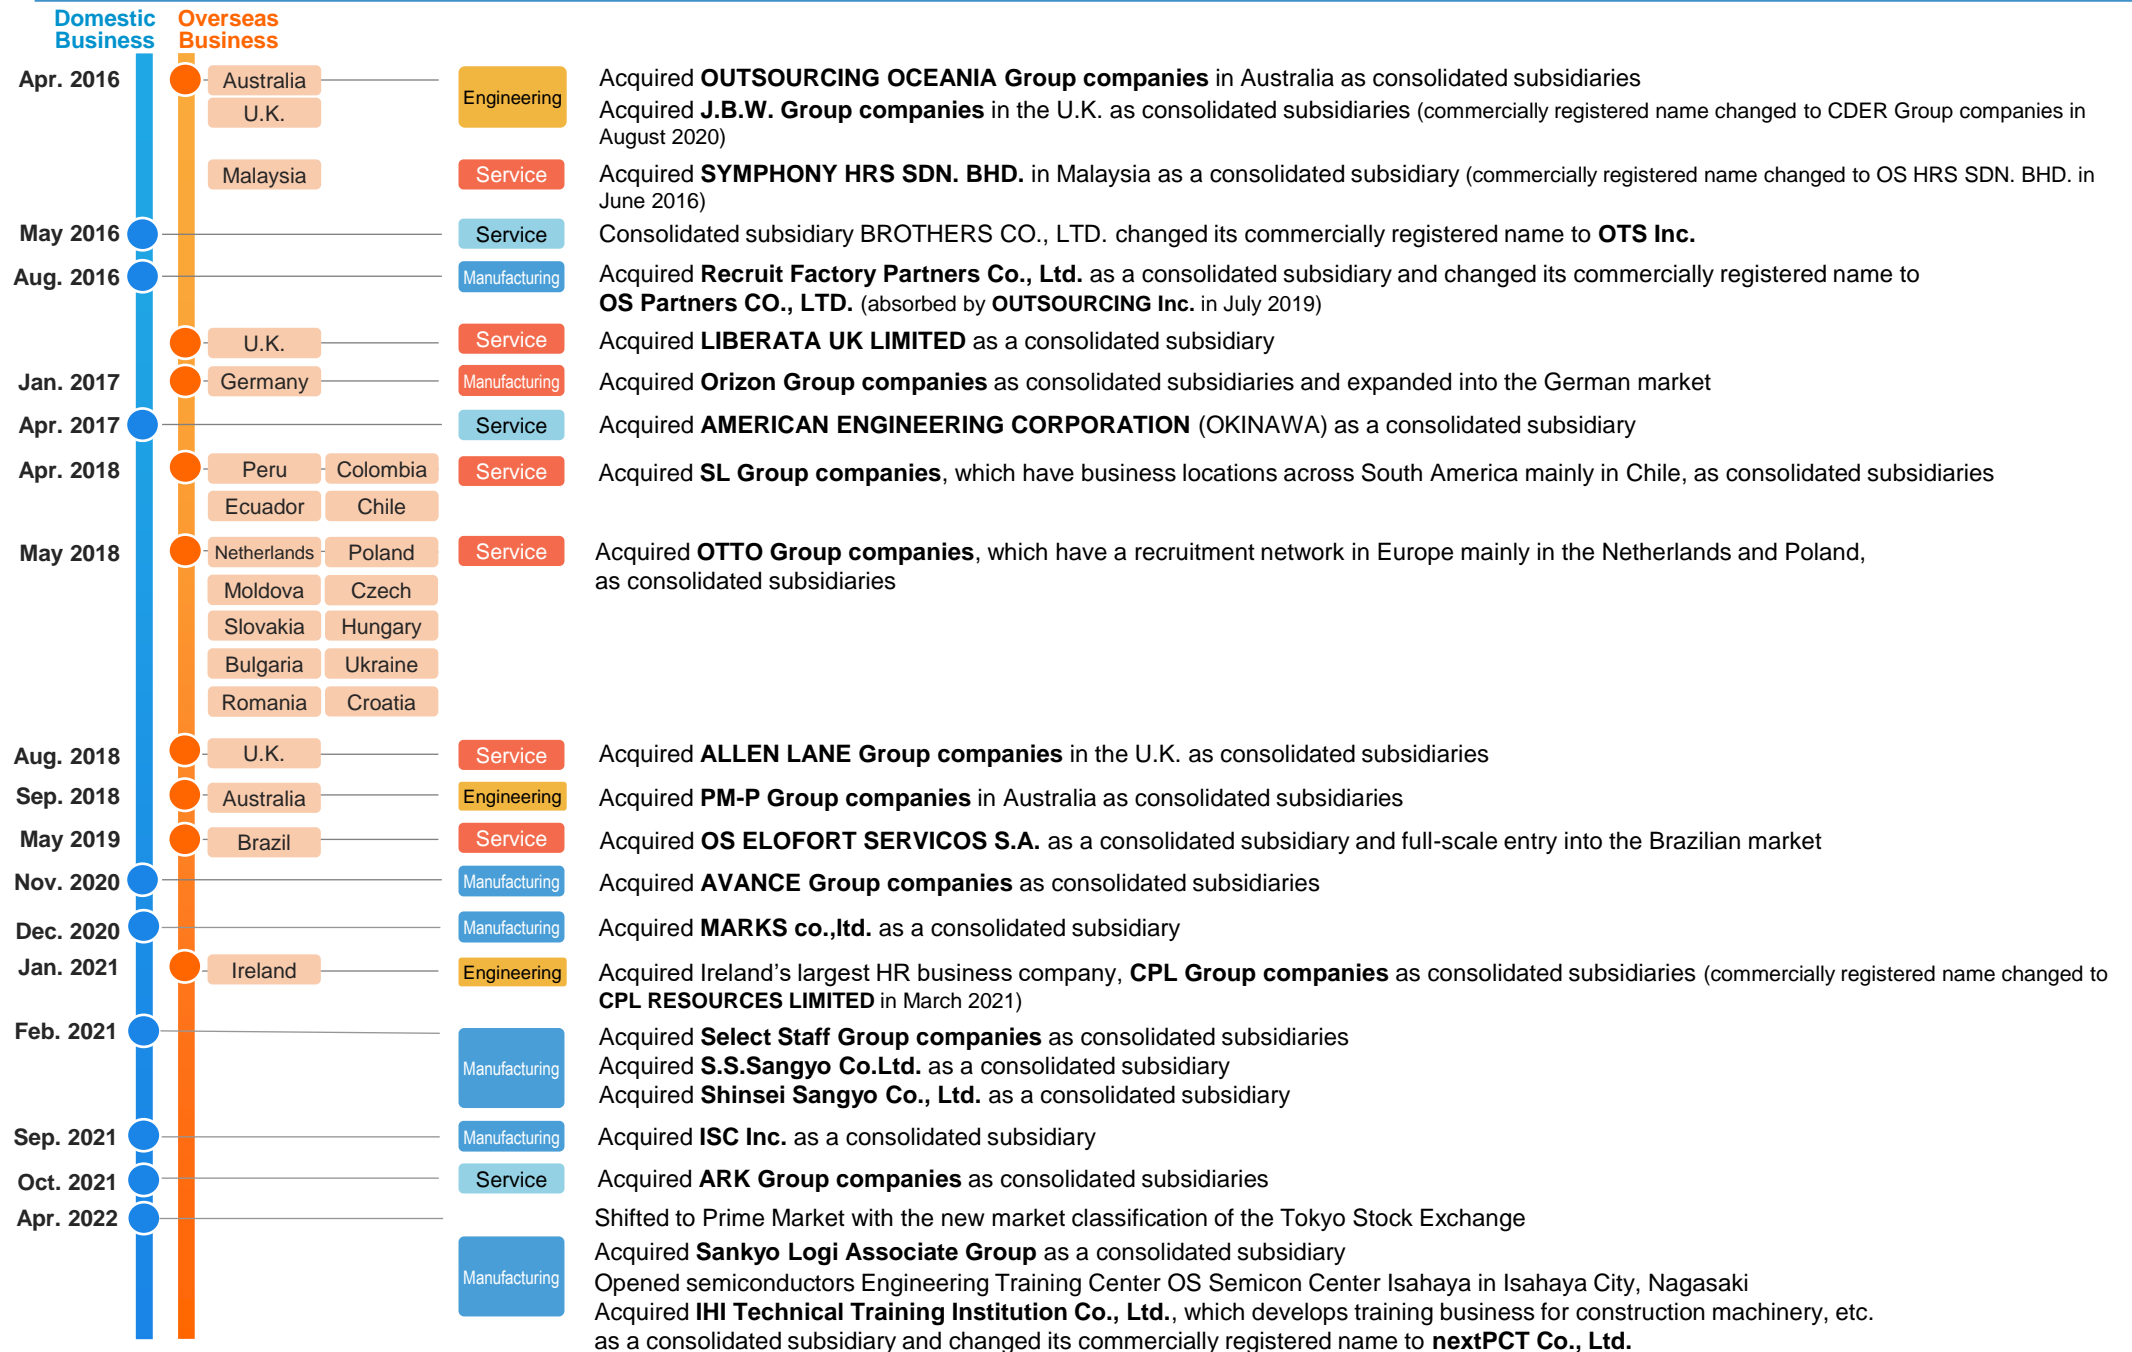 Domestic Business
Overseas Business
Apr. 2016
Australia
U.K.
Engineering
Acquired OUTSOURCING OCEANIA Group companies in Australia as consolidated subsidiaries
Acquired J.B.W. Group companies in the U.K. as consolidated subsidiaries (commercially registered name changed to CDER Group companies in
August 2020)
Malaysia
Service
Acquired SYMPHONY HRS SDN. BHD. in Malaysia as a consolidated subsidiary (commercially registered name changed to OS HRS SDN. BHD. in
June 2016)
May 2016
Service
Consolidated subsidiary BROTHERS CO., LTD. changed its commercially registered name to OTS Inc.
Aug. 2016
Manufacturing
Acquired Recruit Factory Partners Co., Ltd. as a consolidated subsidiary and changed its commercially registered name to
OS Partners CO., LTD. (absorbed by OUTSOURCING Inc. in July 2019)
U.K.
Service
Acquired LIBERATA UK LIMITED as a consolidated subsidiary
Jan. 2017
Germany
Manufacturing
Acquired Orizon Group companies as consolidated subsidiaries and expanded into the German market
Apr. 2017
Service
Acquired AMERICAN ENGINEERING CORPORATION (OKINAWA) as a consolidated subsidiary
Apr. 2018
Peru Colombia
Service
Acquired SL Group companies, which have business locations across South America mainly in Chile, as consolidated subsidiaries
Ecuador Chile
May 2018
Netherlands Poland
Service
Acquired OTTO Group companies, which have a recruitment network in Europe mainly in the Netherlands and Poland,
as consolidated subsidiaries
Moldova Czech
Slovakia Hungary
Bulgaria Ukraine
Romania Croatia
Aug. 2018
U.K.
Service
Acquired ALLEN LANE Group companies in the U.K. as consolidated subsidiaries
Sep. 2018
Australia
Engineering
Acquired PM-P Group companies in Australia as consolidated subsidiaries
May 2019
Brazil
Service
Acquired OS ELOFORT SERVICOS S.A. as a consolidated subsidiary and full-scale entry into the Brazilian market
Nov. 2020
Manufacturing
Acquired AVANCE Group companies as consolidated subsidiaries
Dec. 2020
Manufacturing
Acquired MARKS co.,ltd. as a consolidated subsidiary
Jan. 2021
Ireland
Engineering
Acquired Ireland's largest HR business company, CPL Group companies as consolidated subsidiaries (commercially registered name changed to
CPL RESOURCES LIMITED in March 2021)
Feb. 2021
Manufacturing
Acquired Select Staff Group companies as consolidated subsidiaries
Acquired S.S.Sangyo Co.Ltd. as a consolidated subsidiary
Acquired Shinsei Sangyo Co., Ltd. as a consolidated subsidiary
Sep. 2021
Manufacturing
Acquired ISC Inc. as a consolidated subsidiary
Oct. 2021
Service
Acquired ARK Group companies as consolidated subsidiaries
Apr. 2022
Shifted to Prime Market with the new market classification of the Tokyo Stock Exchange
Manufacturing
Acquired Sankyo Logi Associate Group as a consolidated subsidiary
Opened semiconductors Engineering Training Center OS Semicon Center Isahaya in Isahaya City, Nagasaki
Acquired IHI Technical Training Institution Co., Ltd., which develops training business for construction machinery, etc.
as a consolidated subsidiary and changed its commercially registered name to nextPCT Co., Ltd.